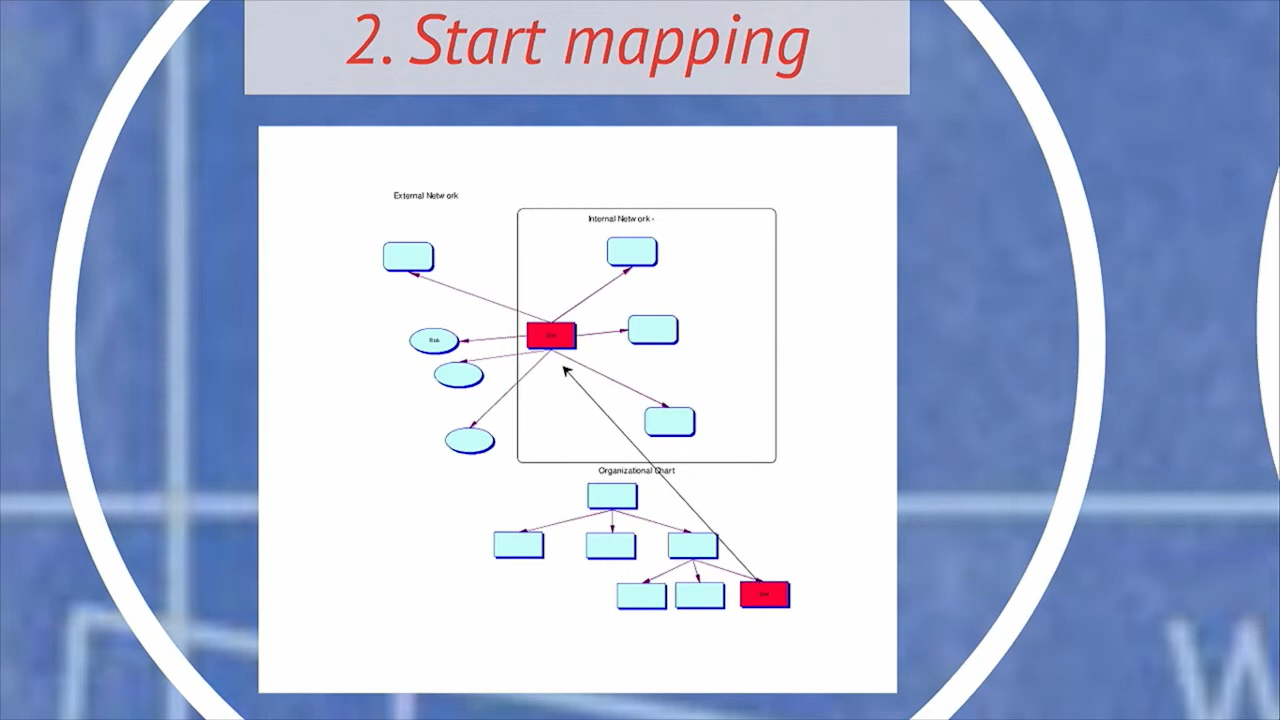 2. Start mapping
External Network
Internal Network -
Organizational Chart
W